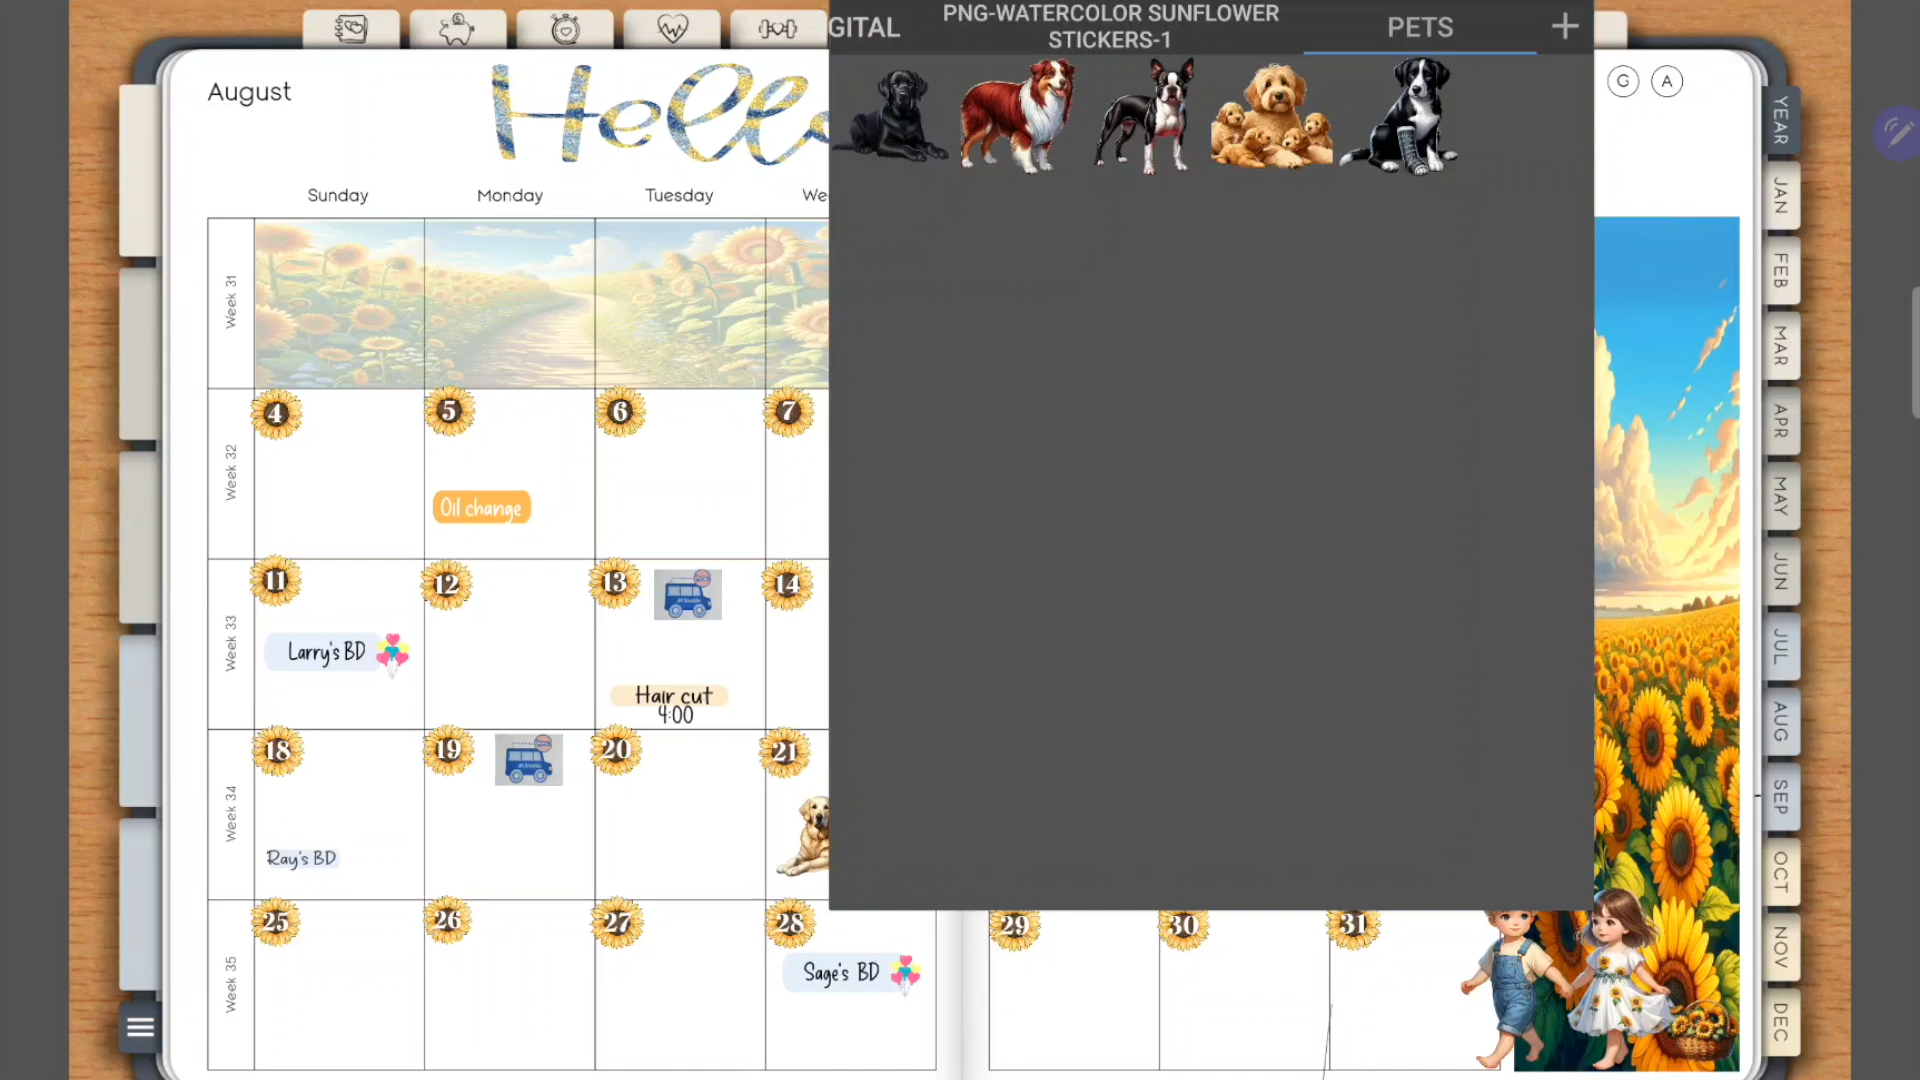 GITAL
PNG-WATERCOLOR SUNFLOWER
STICKERS-1
PETS
August
Hello
G
A
Sunday
Monday
Tuesday
We
Week 31
Week 32
4
5
6
7
Oil change
Week 33
11
12
13
14
Larry's BD
Hair cut
4:00
Week 34
18
19
20
21
Ray's BD
Week 35
25
26
27
28
29
30
31
Sage's BD
YEAR
JAN
FEB
MAR
APR
MAY
JUN
JUL
AUG
SEP
OCT
NOV
DEC